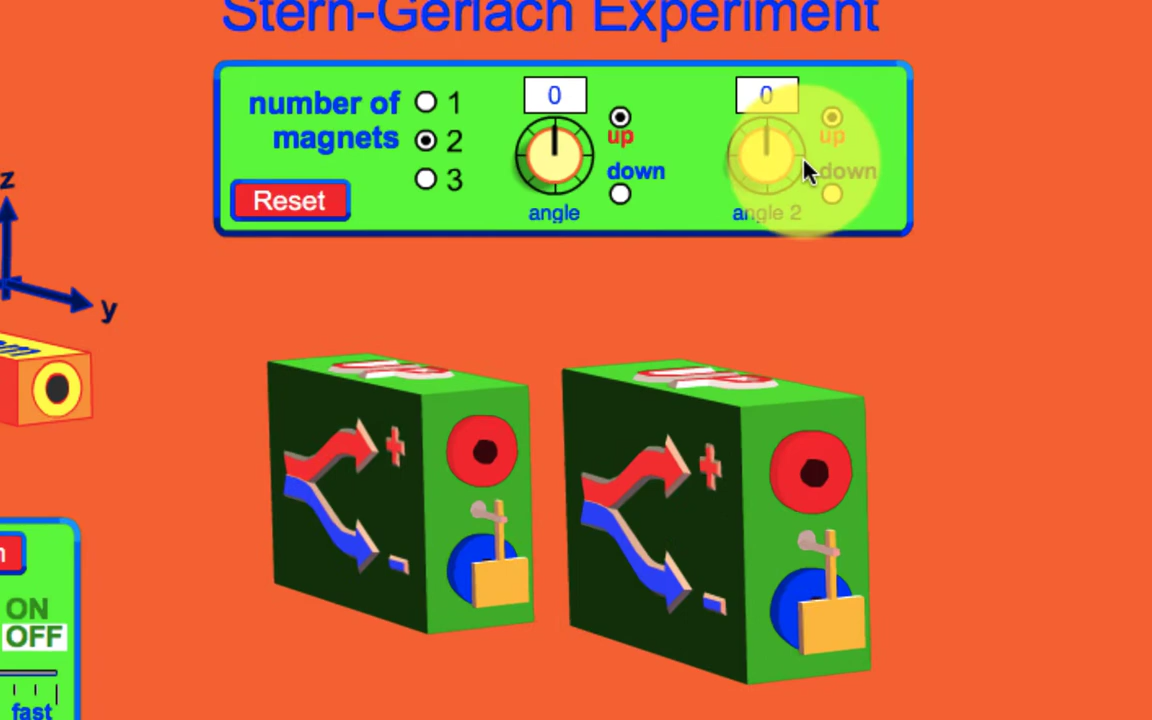 Stern-Gerlach Experiment
number of
magnets
1
2
3
Reset
0
up
down
angle
0
up
down
angle 2
z
y
+
-
+
-
ON
OFF
fast